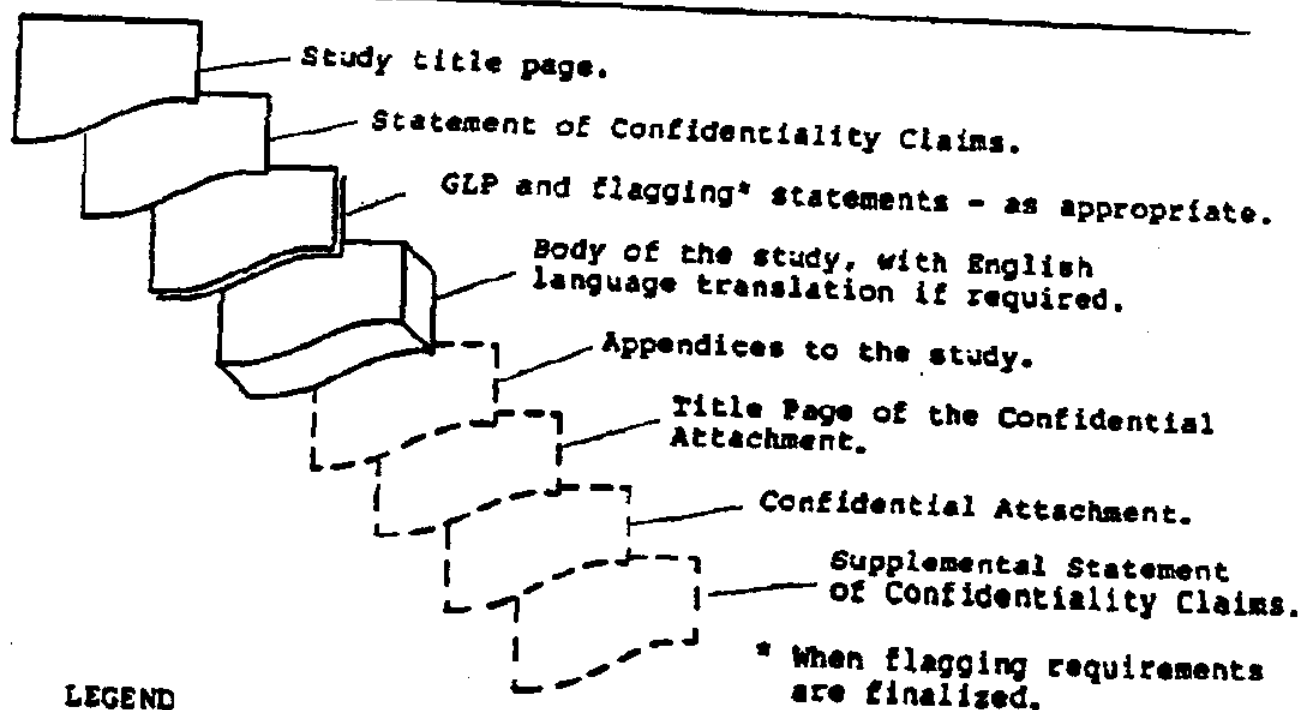 Study title page.
Statement of Confidentiality Claims.
GLP and flagging* statements - as appropriate.
Body of the study, with English
language translation if required.
Appendices to the study.
Title Page of the Confidential
Attachment.
Confidential Attachment.
Supplemental Statement
of Confidentiality Claims.
* When flagging requirements
are finalized.
LEGEND